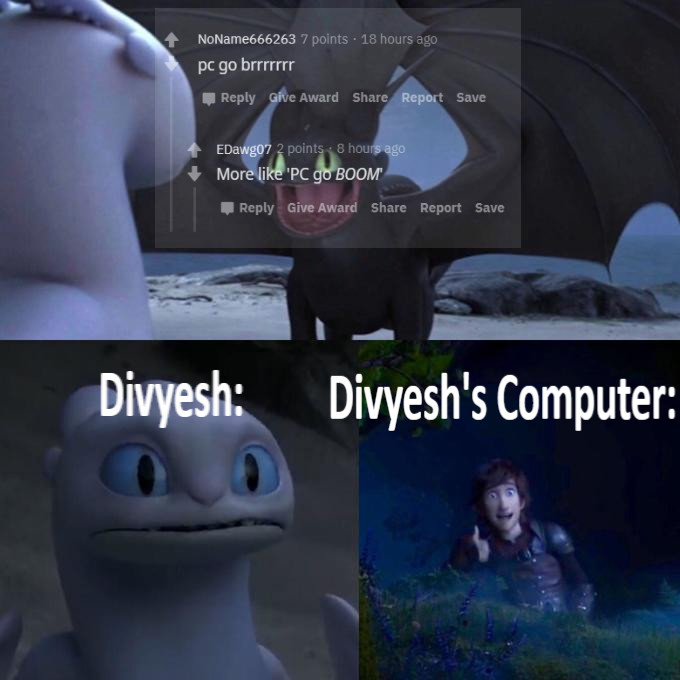 NoName666263 7 points · 18 hours ago
pc go brrrrrrr
Reply Give Award Share Report Save
EDawg07 2 points · 8 hours ago
More like 'PC go BOOM'
Reply Give Award Share Report Save
Divyesh:
Divyesh's Computer: